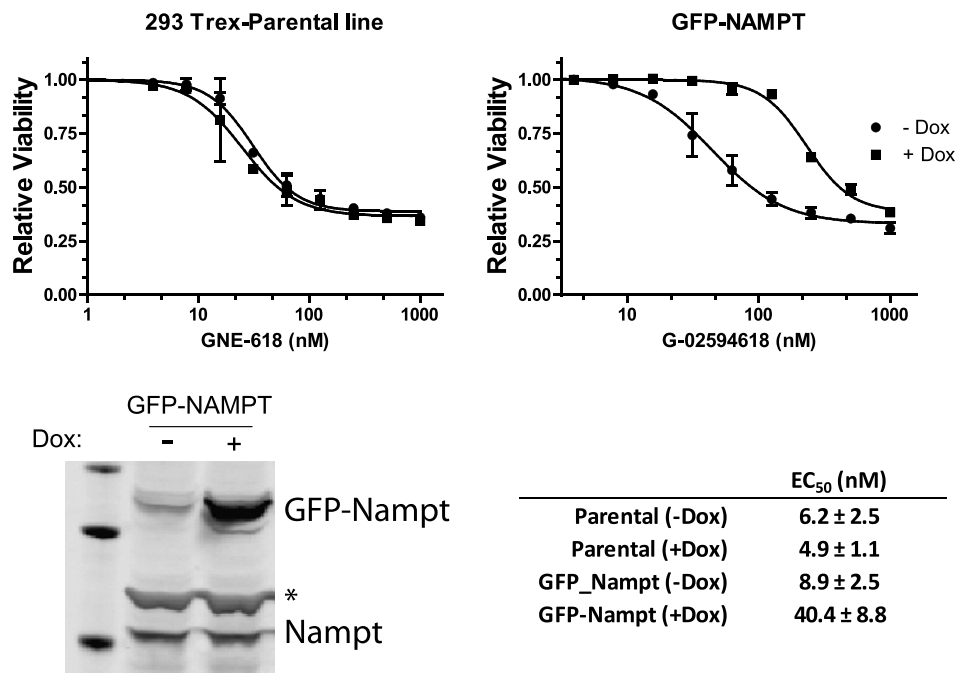 293 Trex-Parental line
1.00
0.75
0.50
0.25
0.00
Relative Viability
1 10 100 1000
GNE-618 (nM)
GFP-NAMPT
1.00
0.75
0.50
0.25
0.00
Relative Viability
10 100 1000
G-02594618 (nM)
- Dox
+ Dox
GFP-NAMPT
Dox: - +
GFP-Nampt
*
Nampt
EC₅₀ (nM)
Parental (-Dox) 6.2 ± 2.5
Parental (+Dox) 4.9 ± 1.1
GFP_Nampt (-Dox) 8.9 ± 2.5
GFP-Nampt (+Dox) 40.4 ± 8.8